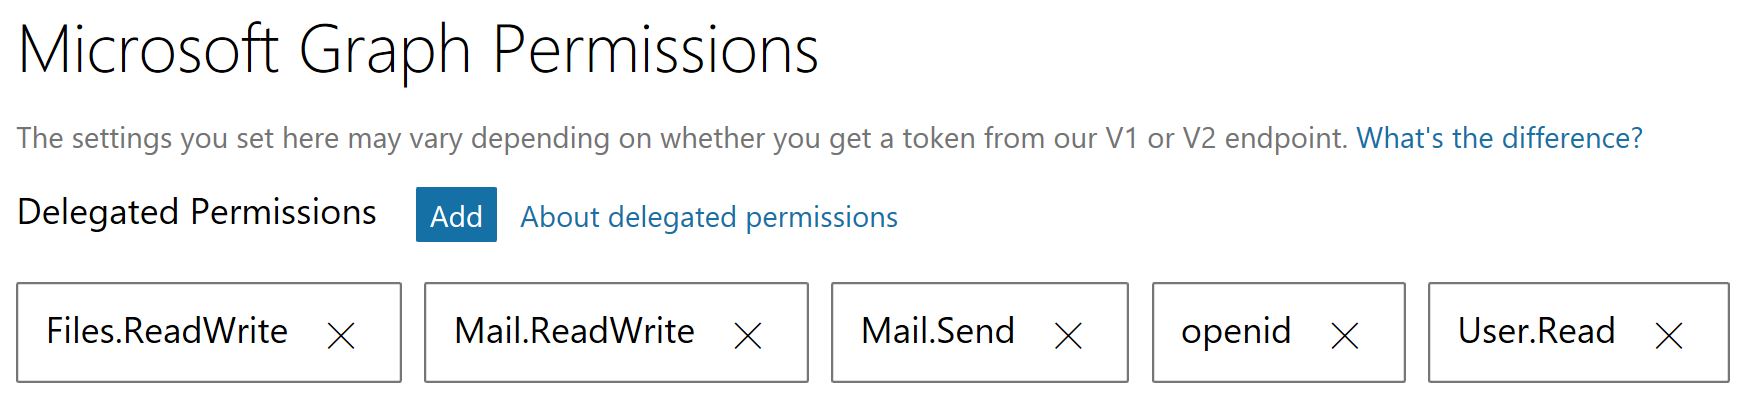 Microsoft Graph Permissions
The settings you set here may vary depending on whether you get a token from our V1 or V2 endpoint. What's the difference?
Delegated Permissions Add About delegated permissions
Files.ReadWrite Mail.ReadWrite Mail.Send openid User.Read